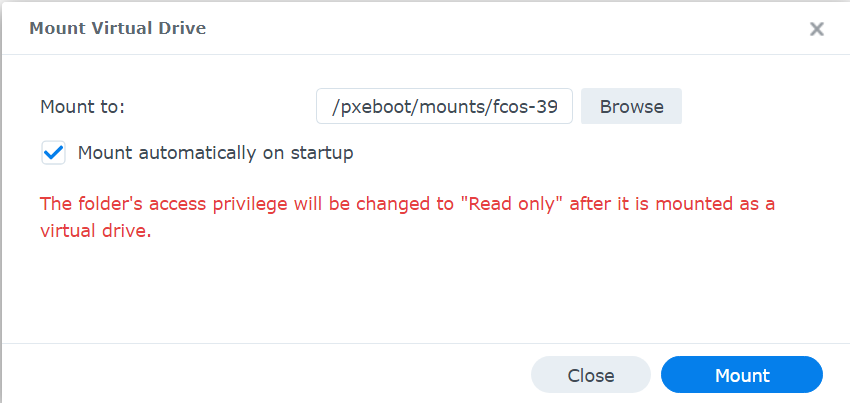 Mount Virtual Drive
Mount to: /pxeboot/mounts/fcos-39 Browse
Mount automatically on startup
The folder's access privilege will be changed to "Read only" after it is mounted as a
virtual drive.
Close Mount